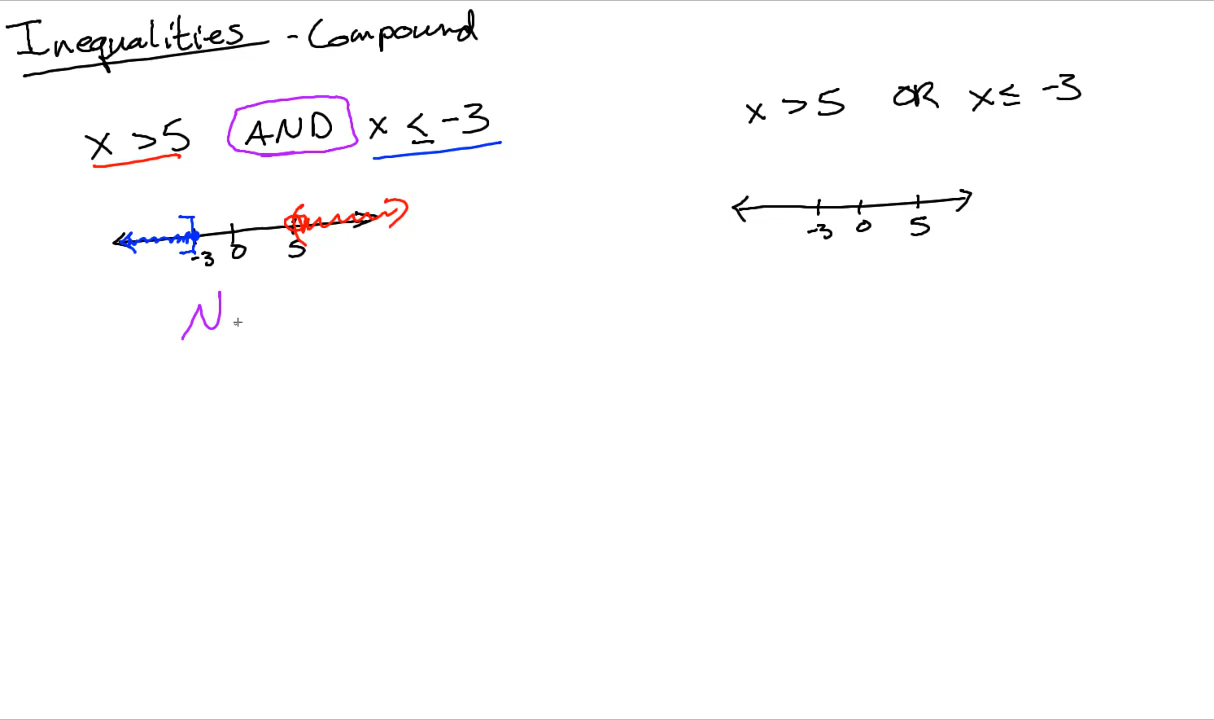 Inequalities - Compound
x > 5 AND x ≤ -3
-3 0 5
N
x > 5 OR x ≤ -3
-3 0 5